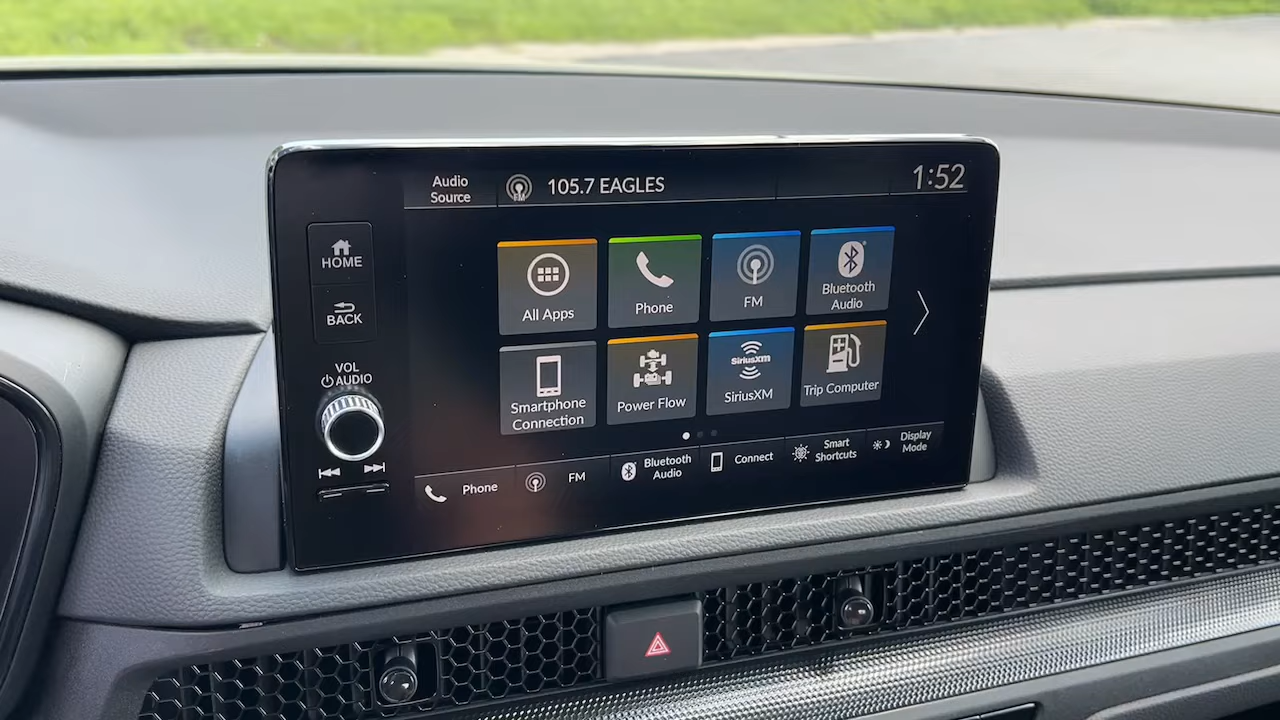 Audio
Source
FM
105.7 EAGLES
1:52
HOME
BACK
VOL
AUDIO
All Apps
Phone
FM
Bluetooth
Audio
Smartphone
Connection
Power Flow
SiriusXM
SiriusXM
Trip Computer
Phone
FM
Bluetooth
Audio
Connect
Smart
Shortcuts
Display
Mode